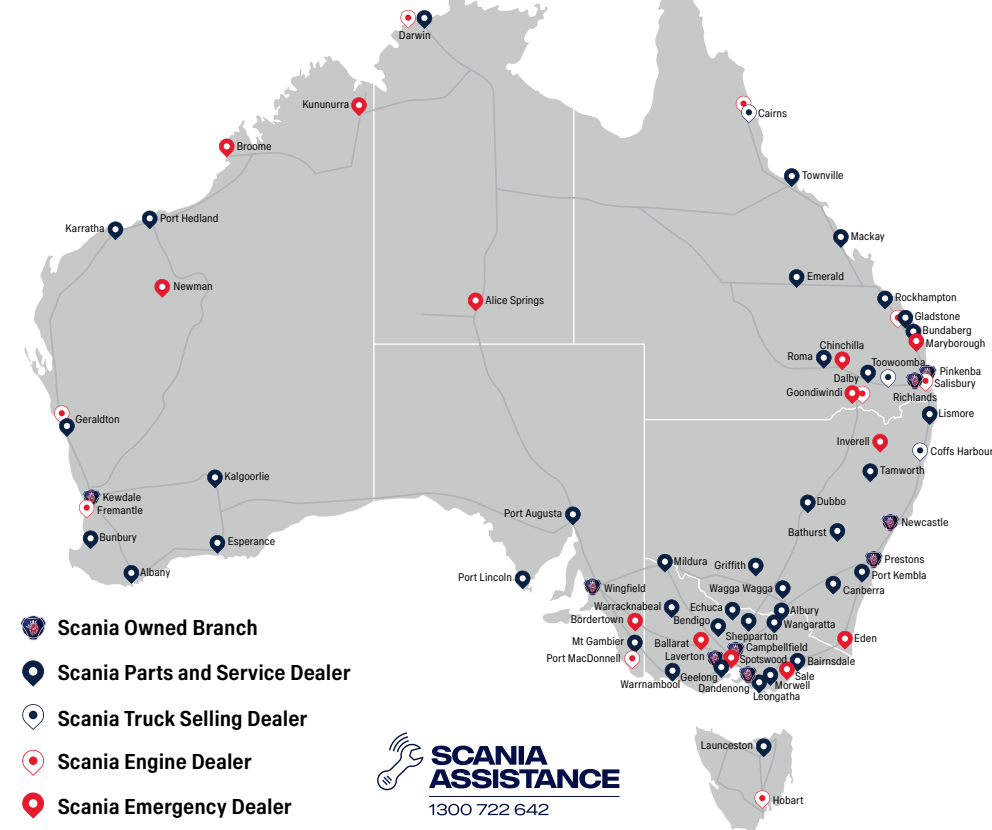 Darwin
Kununurra
Cairns
Broome
Townville
Port Hedland
Karratha
Mackay
Newman
Emerald
Alice Springs
Rockhampton
Gladstone
Bundaberg
Maryborough
Chinchilla
Roma
Toowoomba
Pinkenba
Dalby
Salisbury
Goondiwindi
Richlands
Geraldton
Lismore
Inverell
Coffs Harbour
Tamworth
Kalgoorlie
Kewdale
Fremantle
Dubbo
Port Augusta
Newcastle
Bunbury
Esperance
Bathurst
Prestons
Mildura
Griffith
Albany
Port Lincoln
Port Kembla
Wingfield
Wagga Wagga
Canberra
Warracknabeal
Echuca
Albury
Bordertown
Bendigo
Wangaratta
Shepparton
Mt Gambier
Ballarat
Eden
Campbellfield
Port MacDonnell
Laverton
Spotswood
Bairnsdale
Warrnambool
Geelong
Sale
Dandenong
Morwell
Leongatha
Launceston
Hobart
Scania Owned Branch
Scania Parts and Service Dealer
Scania Truck Selling Dealer
Scania Engine Dealer
Scania Emergency Dealer
SCANIA
ASSISTANCE
1300 722 642